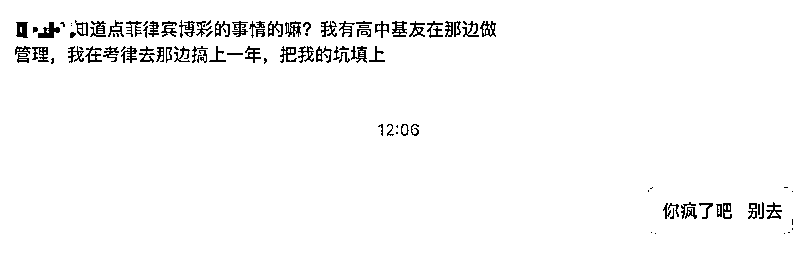 知道点菲律宾博彩的事情的嘛？我有高中基友在那边做
管理，我在考律去那边搞上一年，把我的坑填上
12:06
你疯了吧 别去